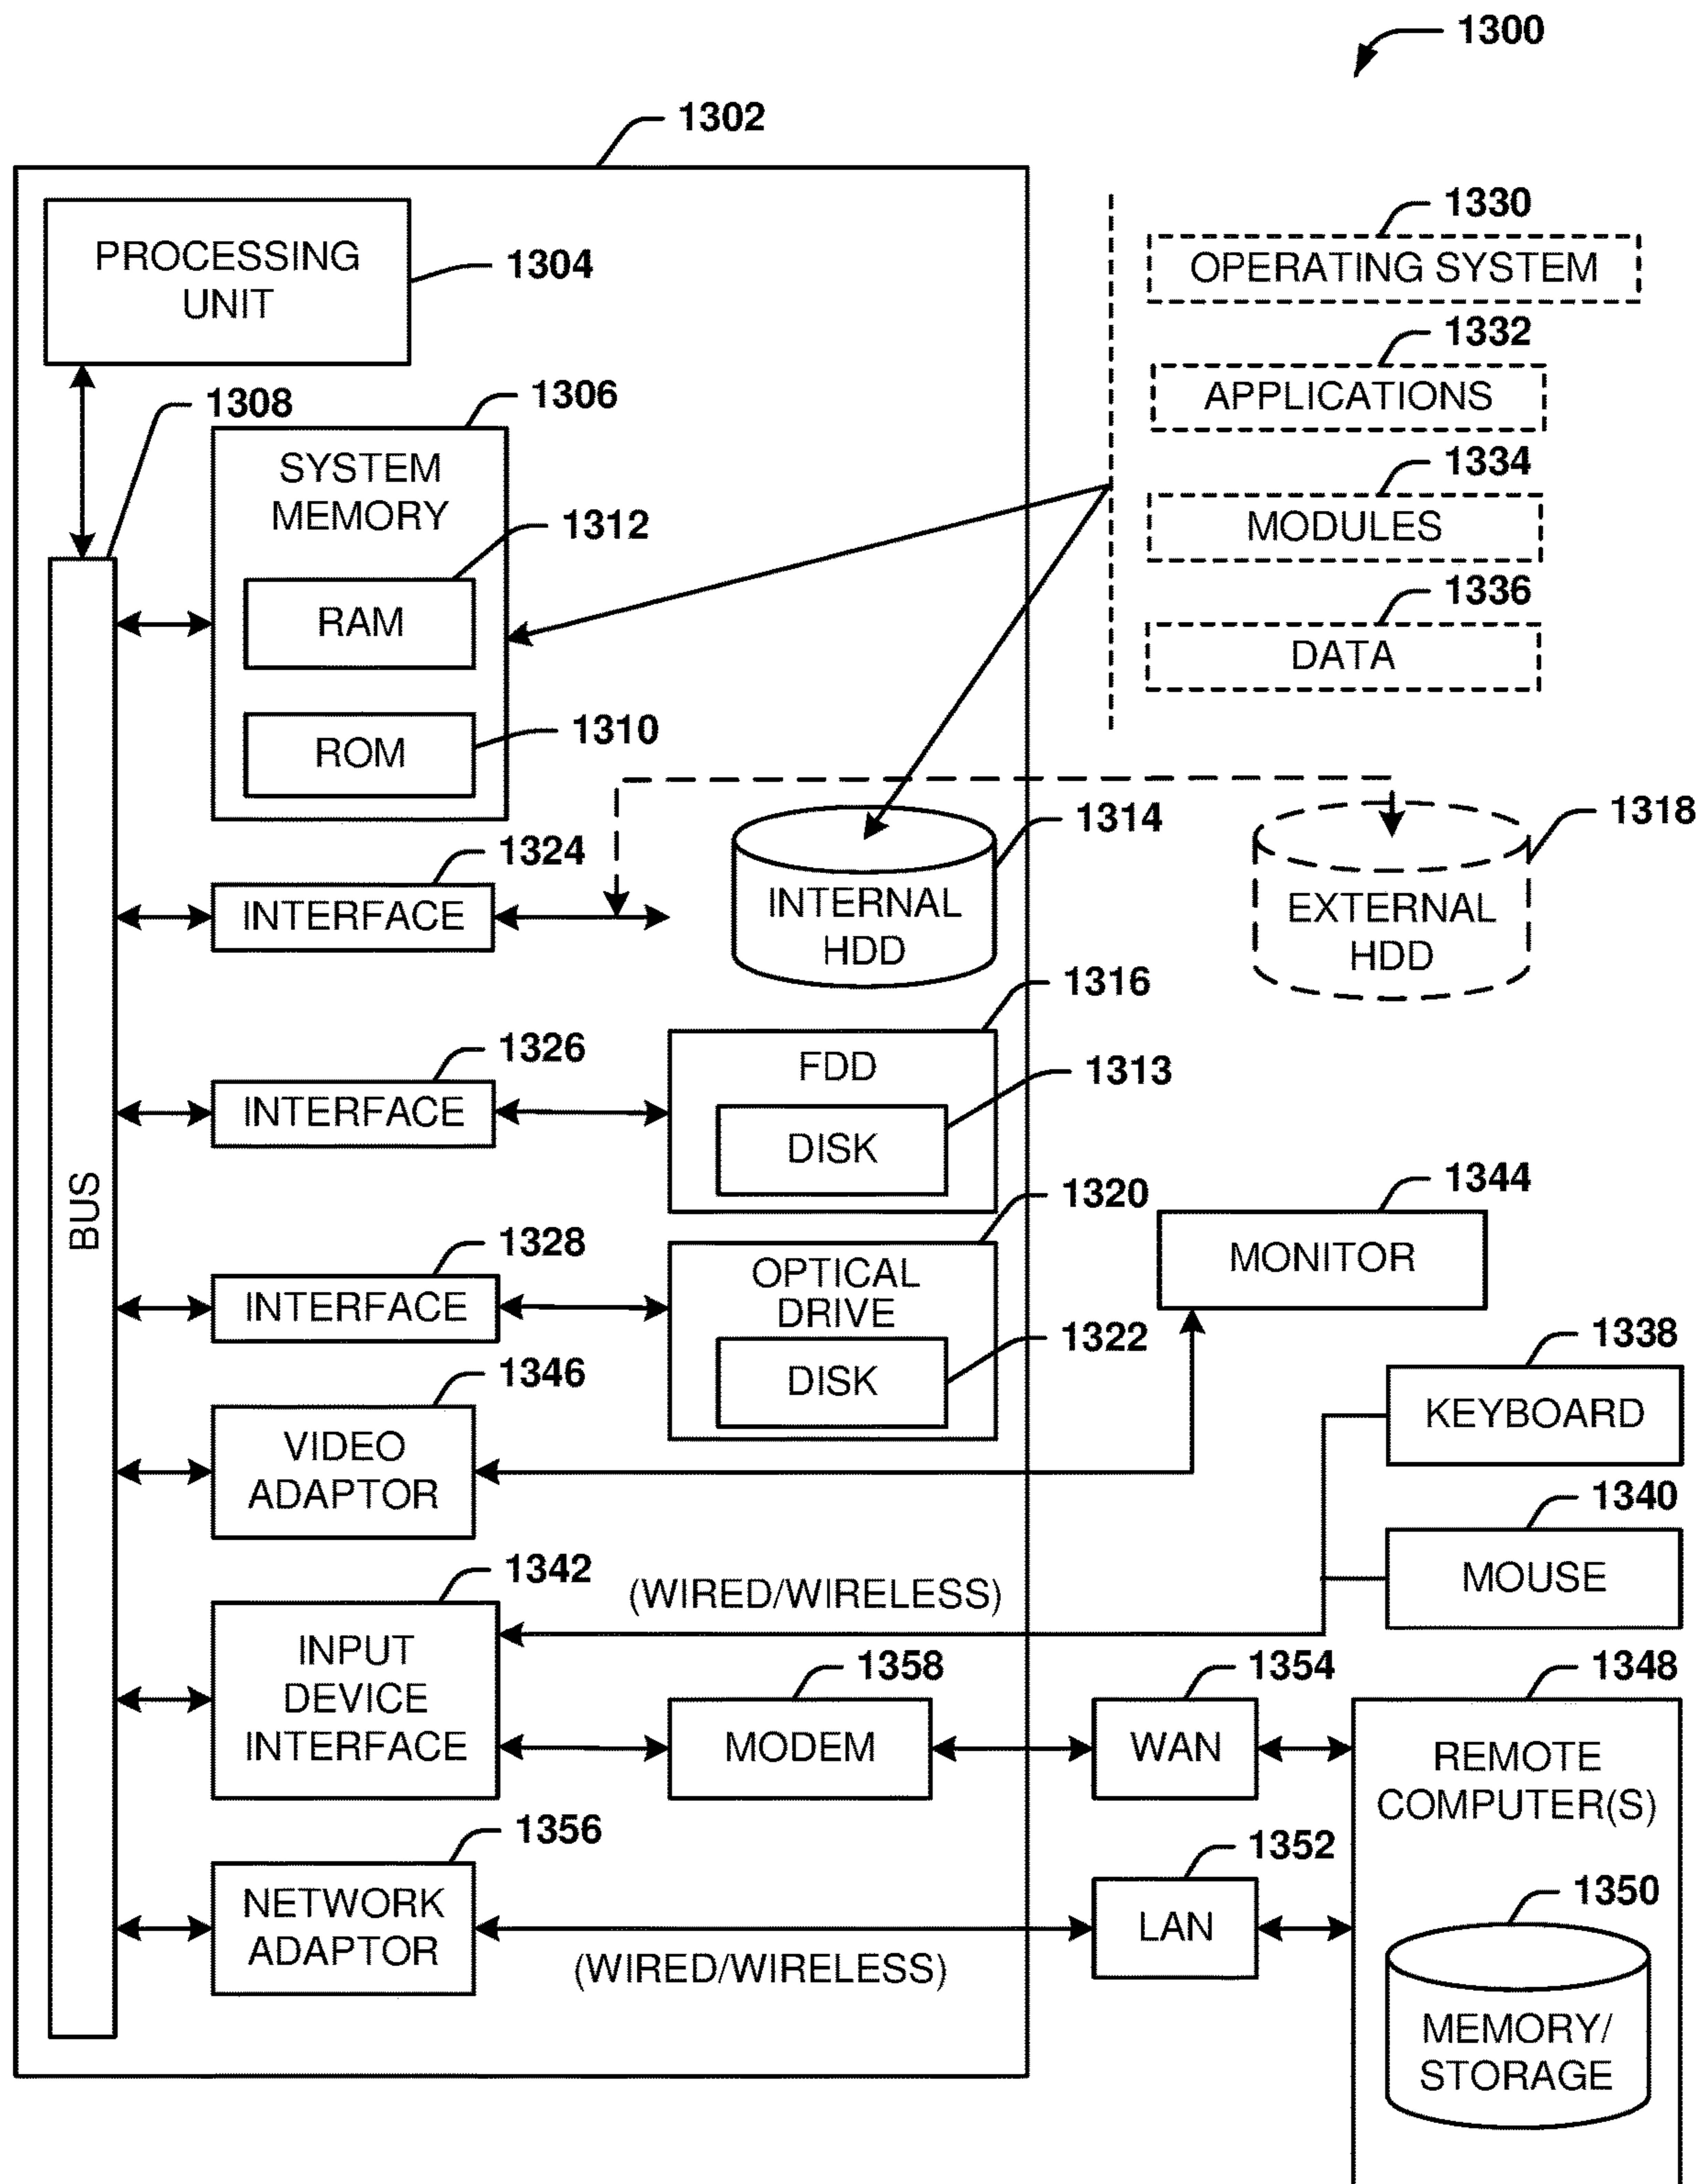 1300
1302
PROCESSING
UNIT
1304
1330
OPERATING SYSTEM
1332
APPLICATIONS
1334
MODULES
1336
DATA
1308
1306
SYSTEM
MEMORY
1312
RAM
1310
ROM
1324
INTERFACE
1314
INTERNAL
HDD
1318
EXTERNAL
HDD
1326
INTERFACE
1316
FDD
1313
DISK
BUS
1328
INTERFACE
1320
OPTICAL
DRIVE
1322
DISK
1344
MONITOR
1346
VIDEO
ADAPTOR
1338
KEYBOARD
1340
MOUSE
1342
INPUT
DEVICE
INTERFACE
(WIRED/WIRELESS)
1358
MODEM
1354
WAN
1348
REMOTE
COMPUTER(S)
1356
NETWORK
ADAPTOR
(WIRED/WIRELESS)
1352
LAN
1350
MEMORY/
STORAGE